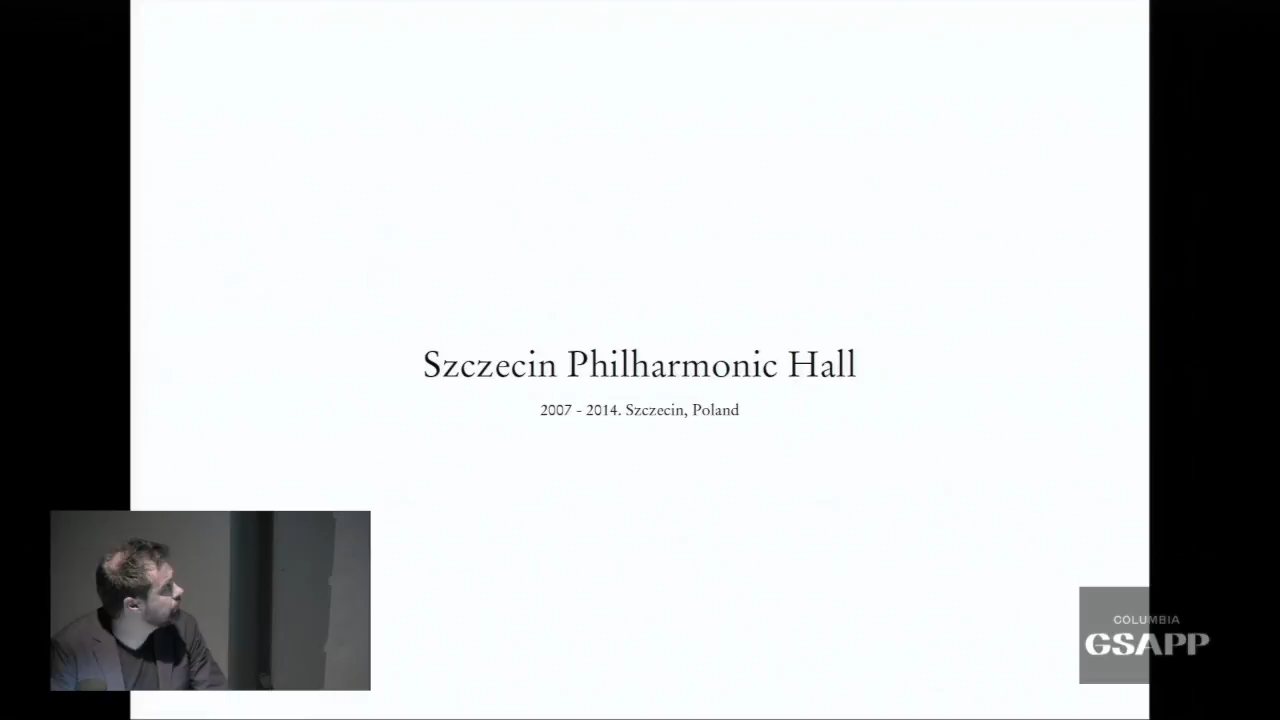 Szczecin Philharmonic Hall
2007 - 2014. Szczecin, Poland
COLUMBIA
GSAPP